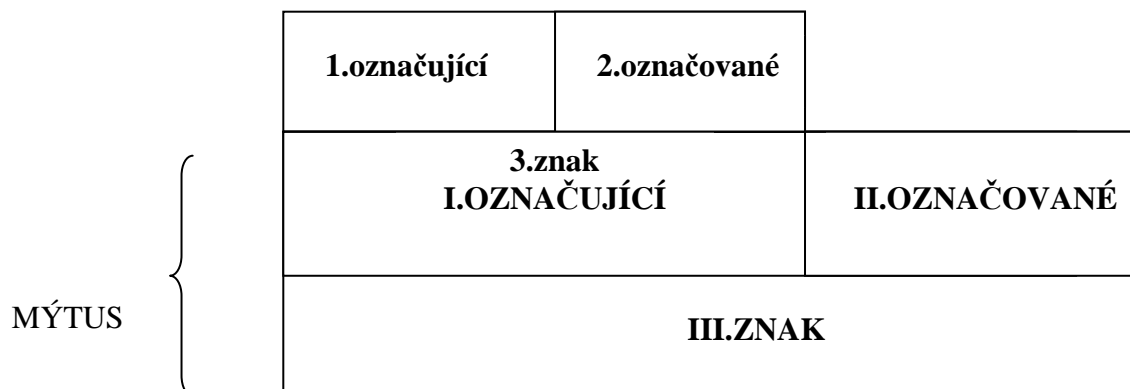 1.označující 2.označované
3.znak
I.OZNAČUJÍCÍ II.OZNAČOVANÉ
MÝTUS
III.ZNAK